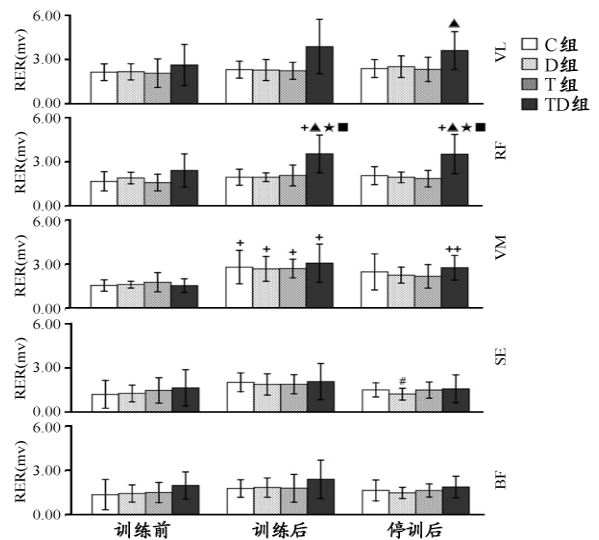 6.00
3.00
0.00
RER(mv)
▲
VL
C组
D组
T组
TD组
6.00
3.00
0.00
RER(mv)
+▲★■
+▲★■
RF
6.00
3.00
0.00
RER(mv)
+ + + +
++
VM
6.00
3.00
0.00
RER(mv)
#
SE
6.00
3.00
0.00
RER(mv)
BF
训练前 训练后 停训后